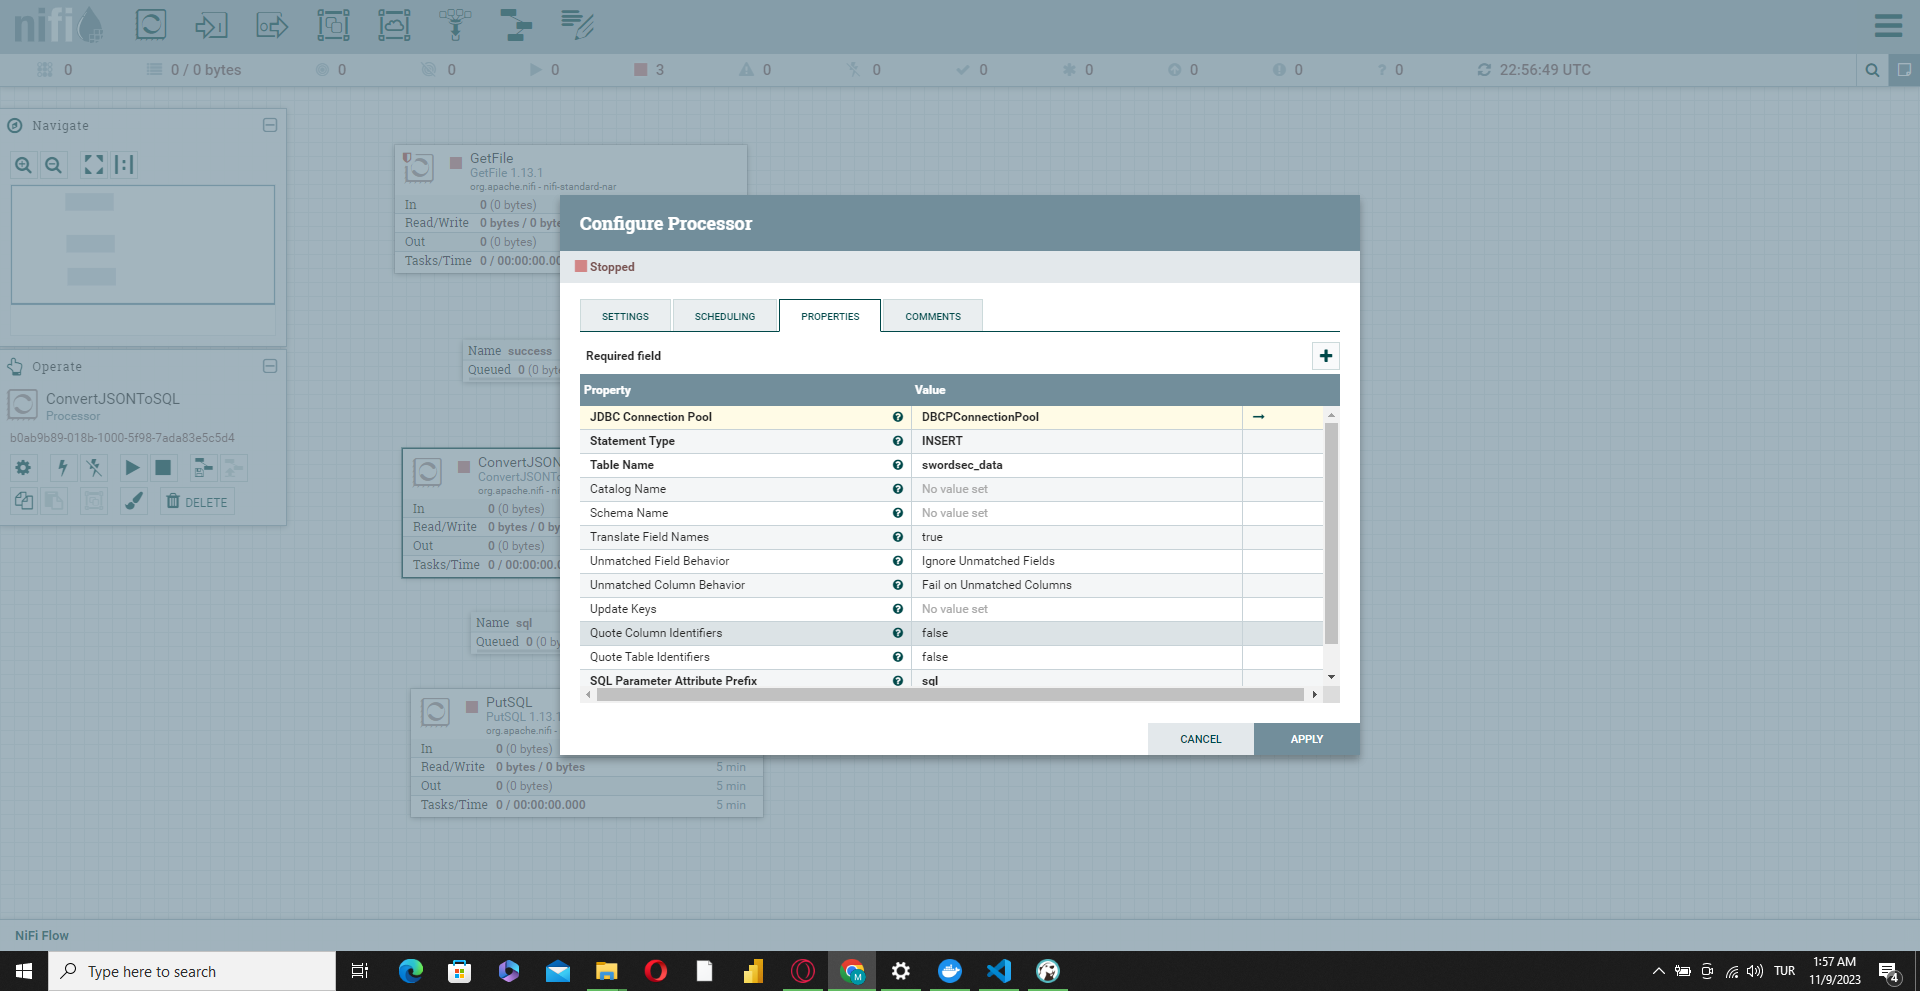 nifi
0
0 / 0 bytes
0
0
0
3
0
0
0
0
0
0
0
22:56:49 UTC
Navigate
Operate
ConvertJSONToSQL
Processor
b0ab9b89-018b-1000-5f98-7ada83e5c5d4
DELETE
GetFile
GetFile 1.13.1
org.apache.nifi - nifi-standard-nar
In 0 (0 bytes)
Read/Write 0 bytes / 0 byte
Out 0 (0 bytes)
Tasks/Time 0 / 00:00:00.00
Name success
Queued 0 (0 byte
ConvertJSON
ConvertJSONTo
org.apache.nifi - ni
In 0 (0 bytes)
Read/Write 0 bytes / 0 by
Out 0 (0 bytes)
Tasks/Time 0 / 00:00:00.0
Name sql
Queued 0 (0 by
PutSQL
PutSQL 1.13.1
org.apache.nifi -
In 0 (0 bytes)
Read/Write 0 bytes / 0 bytes 5 min
Out 0 (0 bytes) 5 min
Tasks/Time 0 / 00:00:00.000 5 min
Configure Processor
Stopped
SETTINGS
SCHEDULING
PROPERTIES
COMMENTS
Required field
Property Value
JDBC Connection Pool DBCPConnectionPool
Statement Type INSERT
Table Name swordsec_data
Catalog Name No value set
Schema Name No value set
Translate Field Names true
Unmatched Field Behavior Ignore Unmatched Fields
Unmatched Column Behavior Fail on Unmatched Columns
Update Keys No value set
Quote Column Identifiers false
Quote Table Identifiers false
SQL Parameter Attribute Prefix sql
CANCEL
APPLY
NiFi Flow
Type here to search
M
TUR
1:57 AM
11/9/2023
4